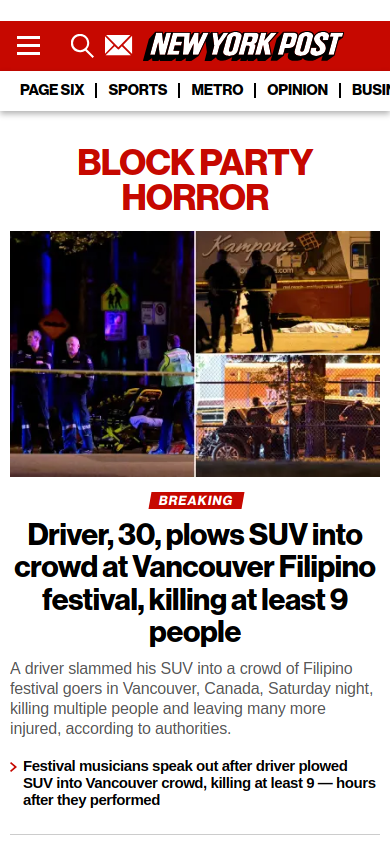 NEW YORK POST
PAGE SIX
SPORTS
METRO
OPINION
BUSIN
BLOCK PARTY
HORROR
Kampong
BREAKING
Driver, 30, plows SUV into
crowd at Vancouver Filipino
festival, killing at least 9
people
A driver slammed his SUV into a crowd of Filipino
festival goers in Vancouver, Canada, Saturday night,
killing multiple people and leaving many more
injured, according to authorities.
Festival musicians speak out after driver plowed
SUV into Vancouver crowd, killing at least 9 — hours
after they performed